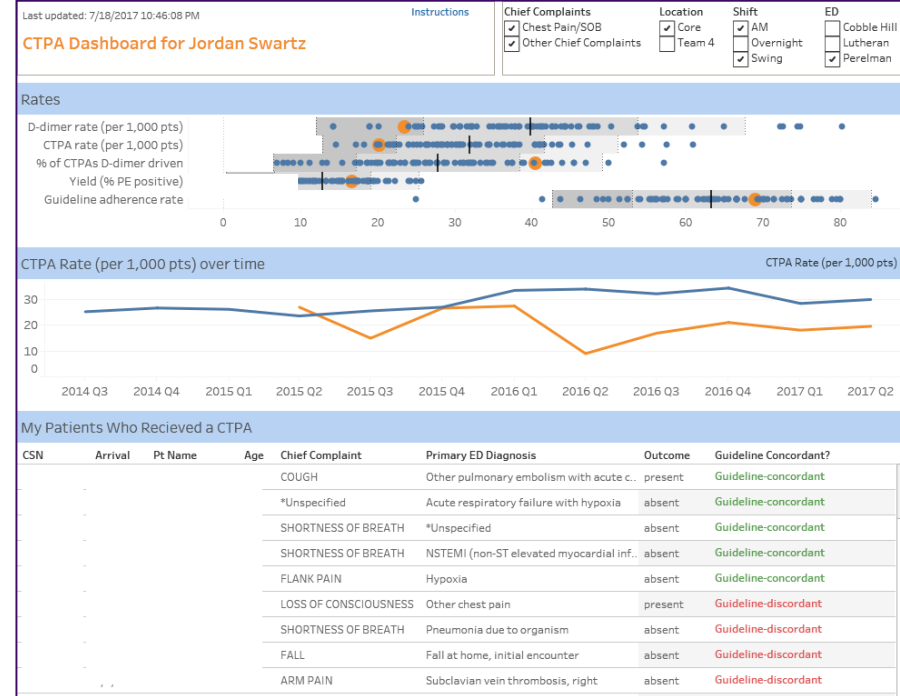 Last updated: 7/18/2017 10:46:08 PM
Instructions
CTPA Dashboard for Jordan Swartz
Chief Complaints
Chest Pain/SOB
Other Chief Complaints
Location
Core
Team 4
Shift
AM
Overnight
Swing
ED
Cobble Hill
Lutheran
Perelman
Rates
D-dimer rate (per 1,000 pts)
CTPA rate (per 1,000 pts)
% of CTPAs D-dimer driven
Yield (% PE positive)
Guideline adherence rate
0 10 20 30 40 50 60 70 80
CTPA Rate (per 1,000 pts) over time
CTPA Rate (per 1,000 pts)
30
20
10
0
2014 Q3 2014 Q4 2015 Q1 2015 Q2 2015 Q3 2015 Q4 2016 Q1 2016 Q2 2016 Q3 2016 Q4 2017 Q1 2017 Q2
My Patients Who Recieved a CTPA
CSN Arrival Pt Name Age Chief Complaint Primary ED Diagnosis Outcome Guideline Concordant?
COUGH Other pulmonary embolism with acute c.. present Guideline-concordant
*Unspecified Acute respiratory failure with hypoxia absent Guideline-concordant
SHORTNESS OF BREATH *Unspecified absent Guideline-concordant
SHORTNESS OF BREATH NSTEMI (non-ST elevated myocardial inf.. absent Guideline-concordant
FLANK PAIN Hypoxia absent Guideline-concordant
LOSS OF CONSCIOUSNESS Other chest pain present Guideline-discordant
SHORTNESS OF BREATH Pneumonia due to organism absent Guideline-discordant
FALL Fall at home, initial encounter absent Guideline-discordant
ARM PAIN Subclavian vein thrombosis, right absent Guideline-discordant